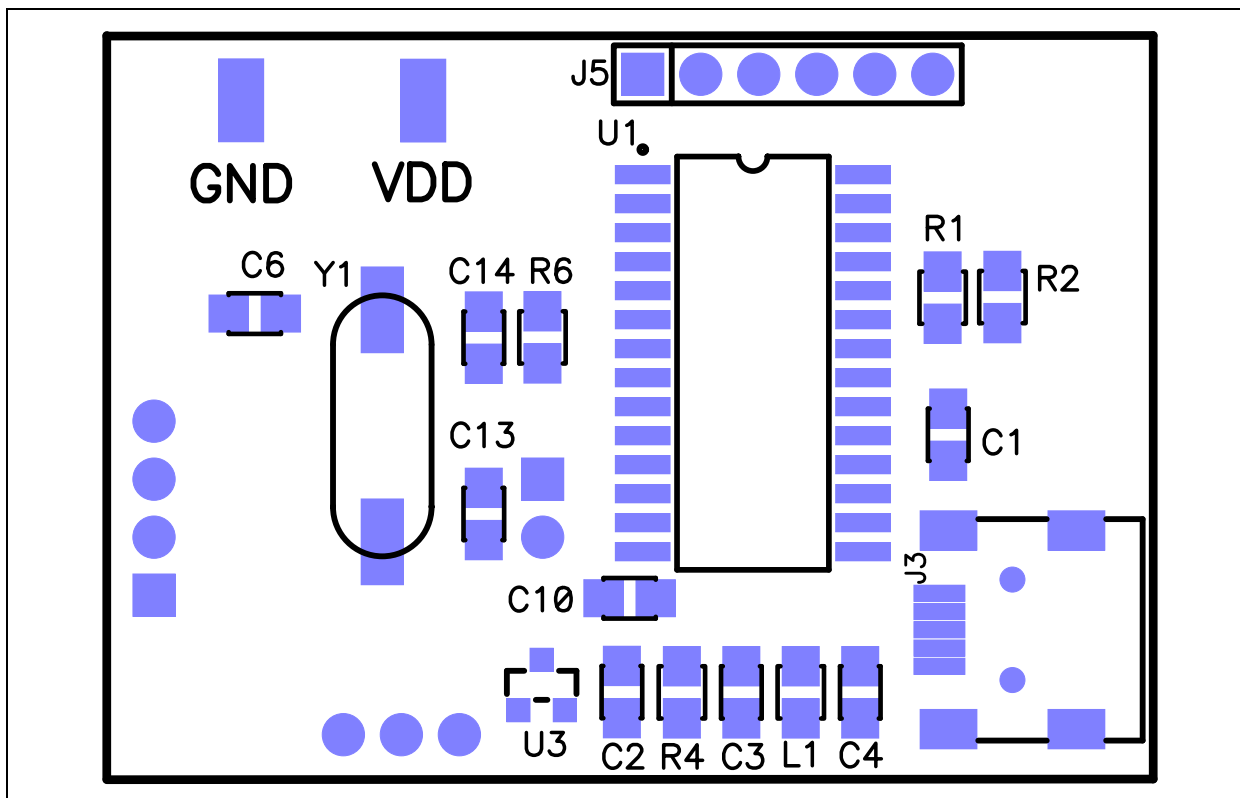 J5
U1
GND VDD
R1
C6 Y1 C14 R6 R2
C13 C1
J3
C10
U3 C2 R4 C3 L1 C4